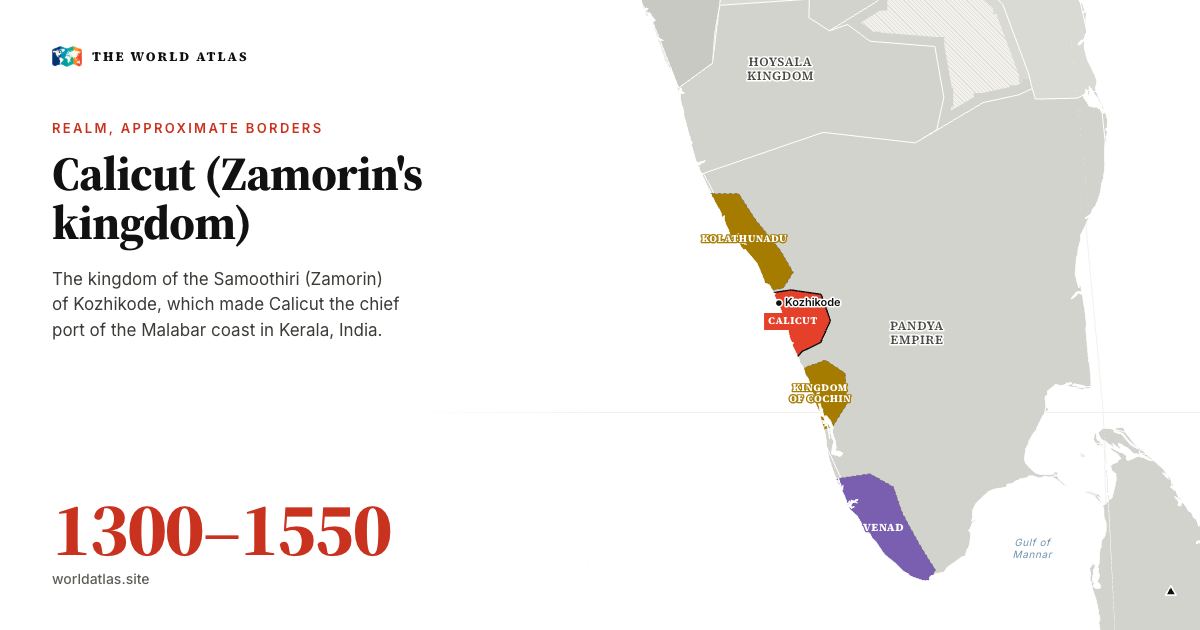 THE WORLD ATLAS
REALM, APPROXIMATE BORDERS
Calicut (Zamorin's
kingdom)
The kingdom of the Samoothiri (Zamorin)
of Kozhikode, which made Calicut the chief
port of the Malabar coast in Kerala, India.
1300–1550
worldatlas.site
HOYSALA
KINGDOM
KOLATHUNADU
Kozhikode
CALICUT
PANDYA
EMPIRE
KINGDOM
OF COCHIN
VENAD
Gulf of
Mannar